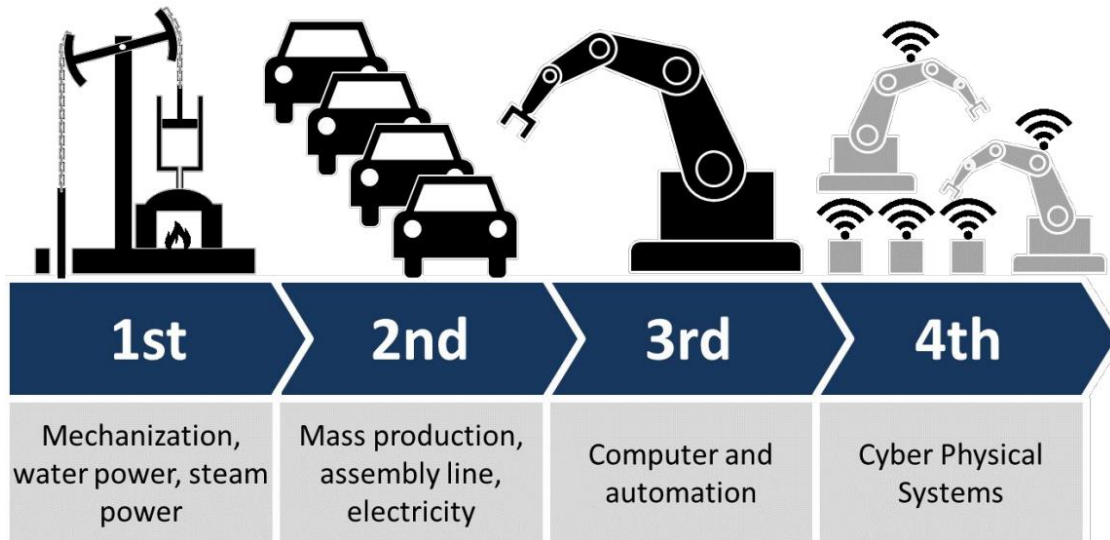 1st
2nd
3rd
4th
Mechanization,
water power, steam
power
Mass production,
assembly line,
electricity
Computer and
automation
Cyber Physical
Systems